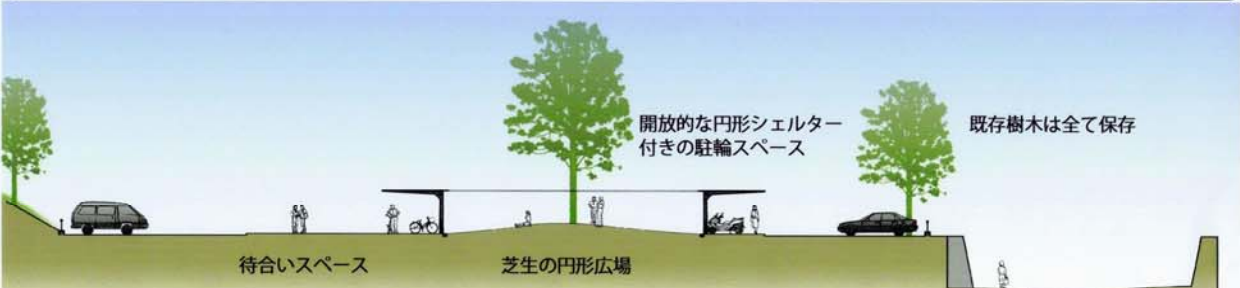 開放的な円形シェルター
付きの駐輪スペース
既存樹木は全て保存
待合いスペース
芝生の円形広場